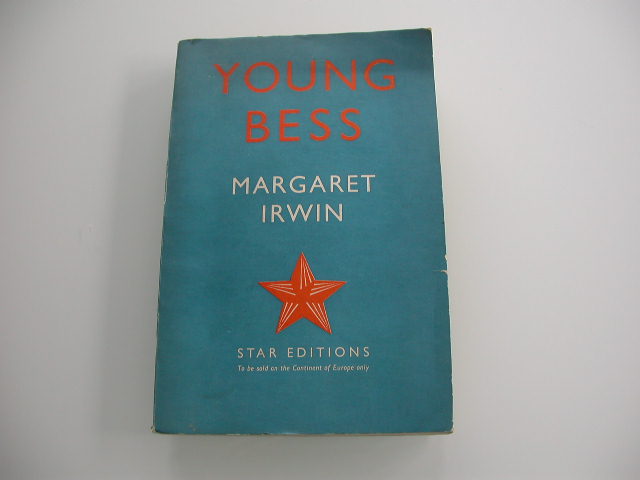 YOUNG
BESS
MARGARET
IRWIN
STAR EDITIONS
To be sold on the Continent of Europe only